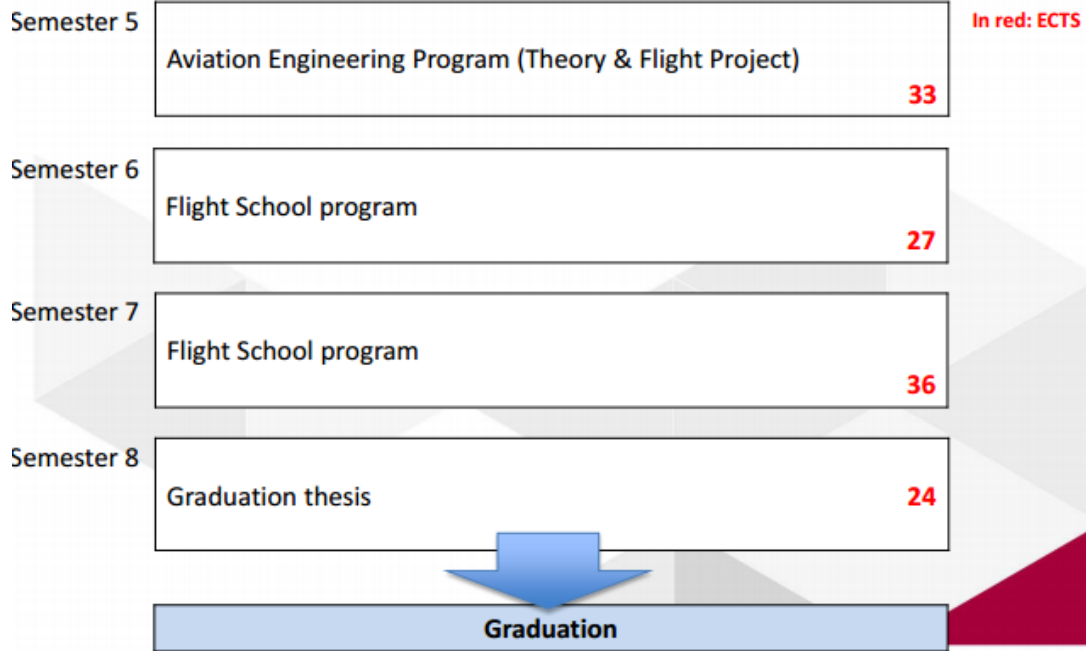 Semester 5
In red: ECTS
Aviation Engineering Program (Theory & Flight Project)
33
Semester 6
Flight School program
27
Semester 7
Flight School program
36
Semester 8
Graduation thesis
24
Graduation